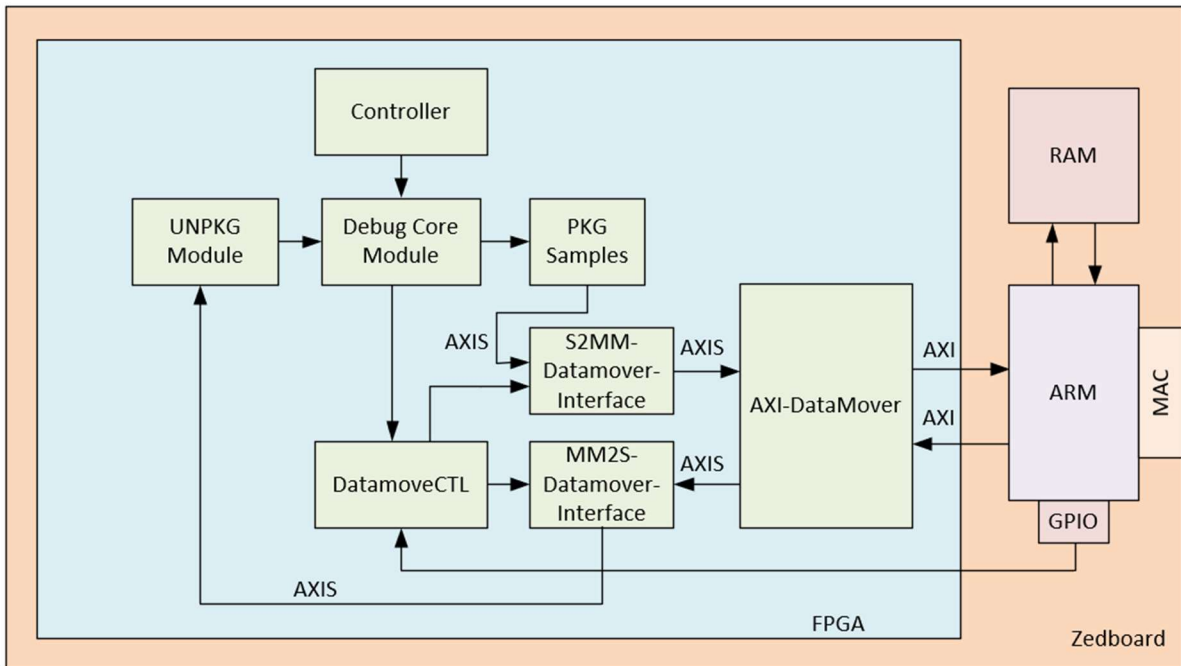 Controller
RAM
UNPKG
Module
Debug Core
Module
PKG
Samples
AXIS
S2MM-
Datamover-
Interface
AXIS
AXI-DataMover
AXI
AXI
ARM
MAC
DatamoveCTL
MM2S-
Datamover-
Interface
AXIS
GPIO
AXIS
FPGA
Zedboard